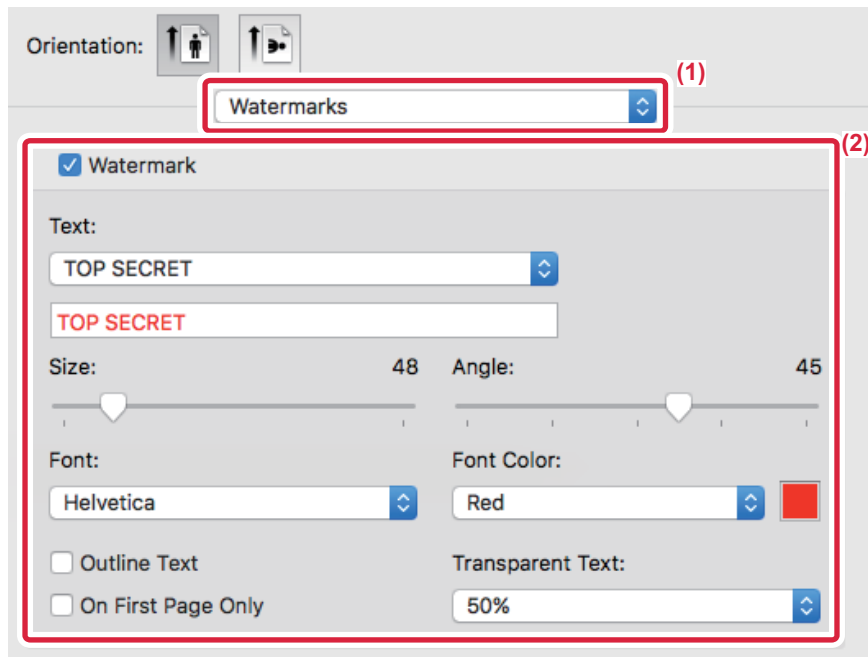 Orientation:
(1)
Watermarks
(2)
Watermark
Text:
TOP SECRET
TOP SECRET
Size: 48 Angle: 45
Font: Font Color:
Helvetica Red
Outline Text Transparent Text:
On First Page Only 50%